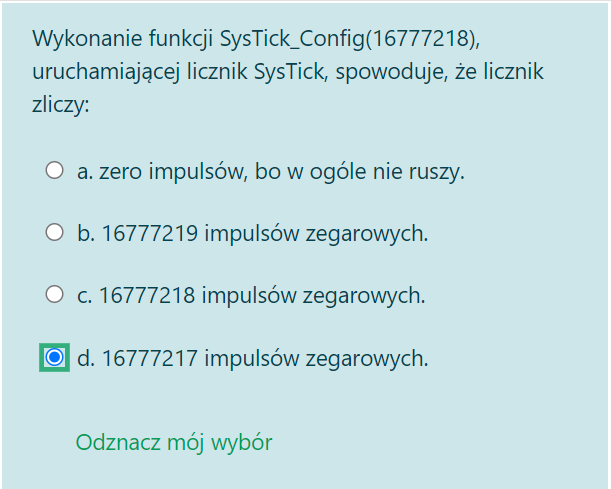 Wykonanie funkcji SysTick_Config(16777218),
uruchamiającej licznik SysTick, spowoduje, że licznik
zliczy:
a. zero impulsów, bo w ogóle nie ruszy.
b. 16777219 impulsów zegarowych.
c. 16777218 impulsów zegarowych.
d. 16777217 impulsów zegarowych.
Odznacz mój wybór